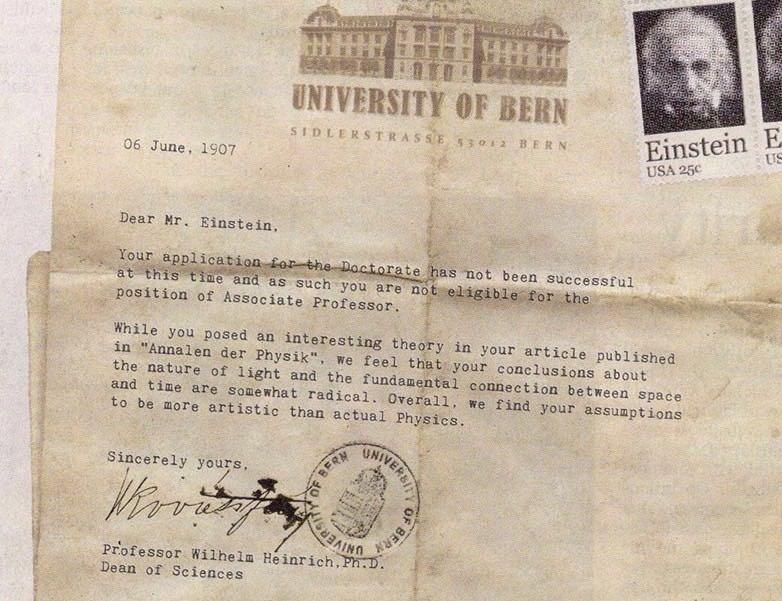 UNIVERSITY OF BERN
SIDLERSTRASSE 53012 BERN
Einstein
USA 25c
E
US
06 June, 1907
Dear Mr. Einstein,
Your application for the Doctorate has not been successful
at this time and as such you are not eligible for the
position of Associate Professor.
While you posed an interesting theory in your article published
in "Annalen der Physik", we feel that your conclusions about
the nature of light and the fundamental connection between space
and time are somewhat radical. Overall, we find your assumptions
to be more artistic than actual Physics.
Sincerely yours,
UNIVERSITY OF BERN UNIVERSITY OF BERN
Professor Wilhelm Heinrich, Ph.D.
Dean of Sciences